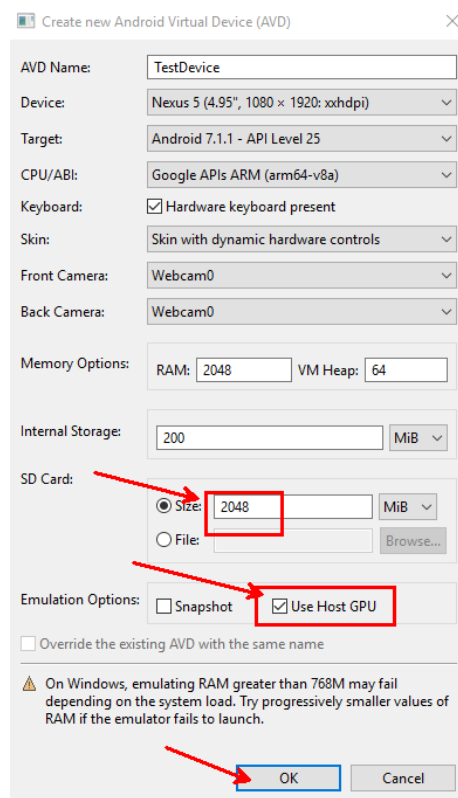 Create new Android Virtual Device (AVD)
AVD Name: TestDevice
Device: Nexus 5 (4.95", 1080 × 1920: xxhdpi)
Target: Android 7.1.1 - API Level 25
CPU/ABI: Google APIs ARM (arm64-v8a)
Keyboard: Hardware keyboard present
Skin: Skin with dynamic hardware controls
Front Camera: Webcam0
Back Camera: Webcam0
Memory Options: RAM: 2048 VM Heap: 64
Internal Storage: 200 MiB
SD Card:
Size: 2048 MiB
File: Browse...
Emulation Options: Snapshot Use Host GPU
Override the existing AVD with the same name
On Windows, emulating RAM greater than 768M may fail
depending on the system load. Try progressively smaller values of
RAM if the emulator fails to launch.
OK Cancel